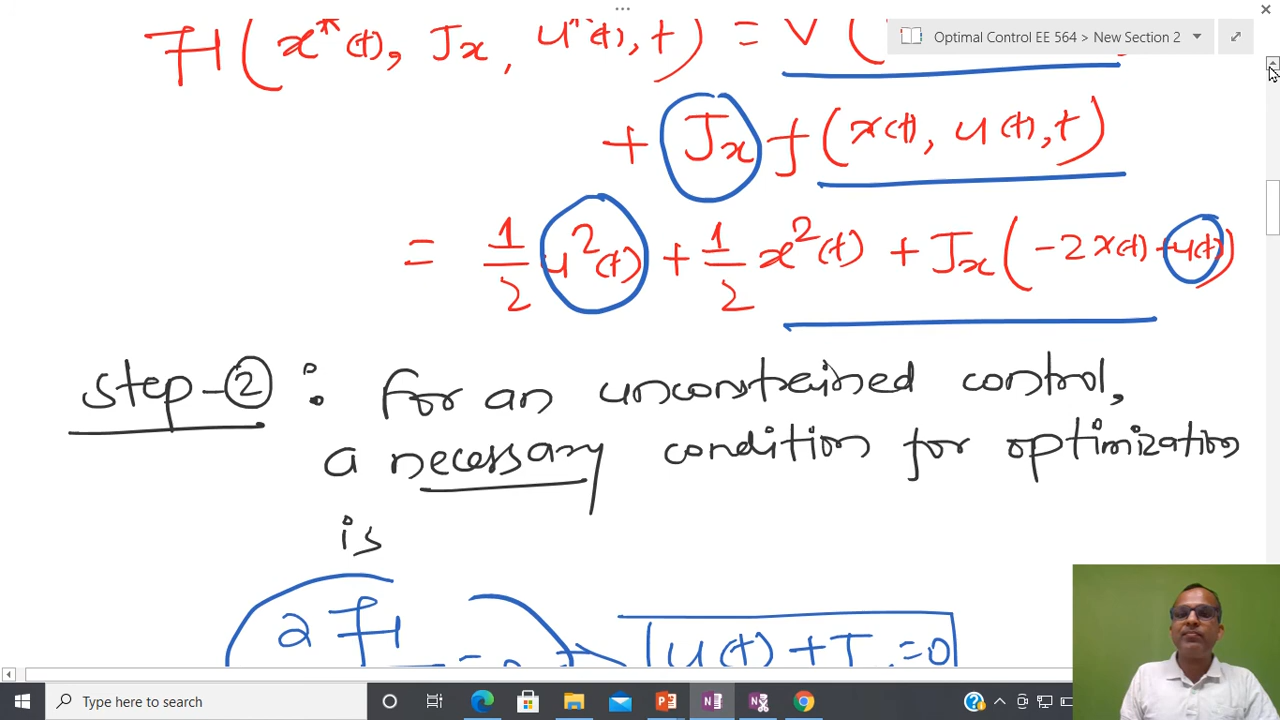 Optimal Control EE 564 > New Section 2
ℋ(x*(t), Jx, u*(t), t) = V(
+ Jx f(x(t), u(t), t)
= 1/2 u²(t) + 1/2 x²(t) + Jx(-2x(t) + u(t))
Step-② : For an unconstrained control,
a necessary condition for optimization
is
∂ℋ
= 0
u(t) + J =0
Type here to search